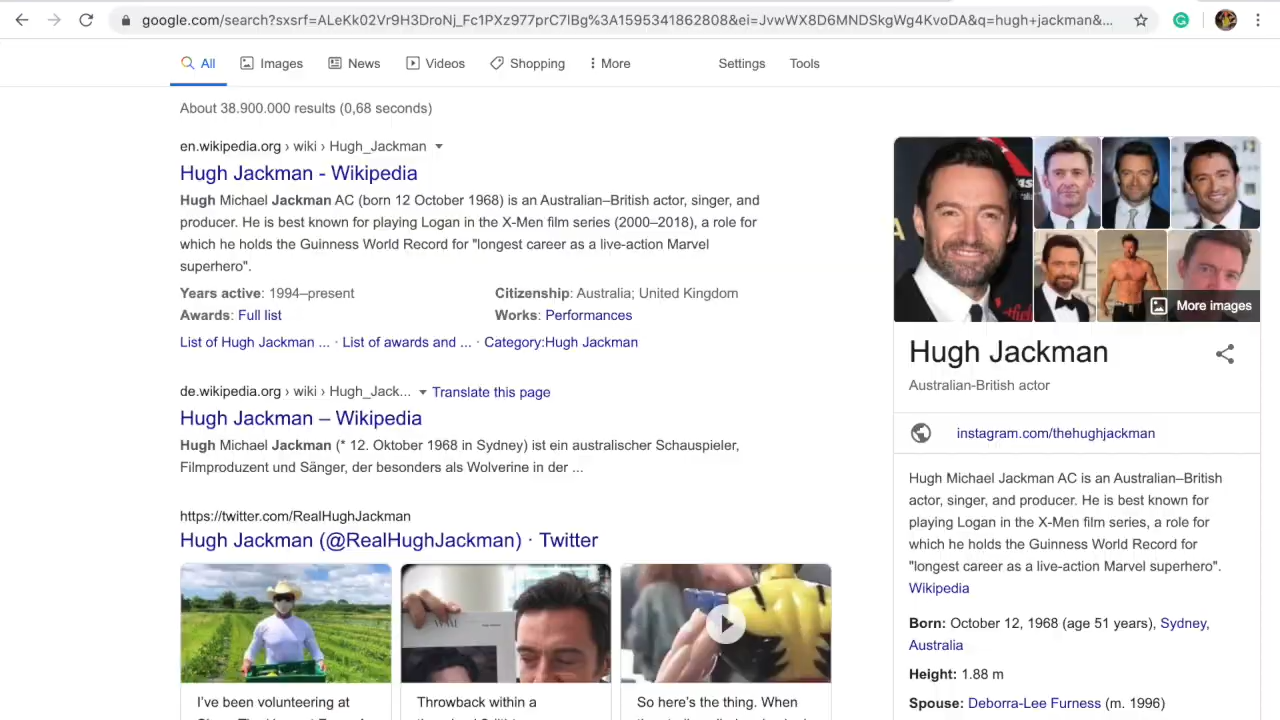 google.com/search?sxsrf=ALeKk02Vr9H3DroNj_Fc1PXz977prC7lBg%3A1595341862808&ei=JvwWX8D6MNDSkgWg4KvoDA&q=hugh+jackman&...
All Images News Videos Shopping More Settings Tools
About 38.900.000 results (0,68 seconds)
en.wikipedia.org › wiki › Hugh_Jackman
Hugh Jackman - Wikipedia
Hugh Michael Jackman AC (born 12 October 1968) is an Australian–British actor, singer, and
producer. He is best known for playing Logan in the X-Men film series (2000–2018), a role for
which he holds the Guinness World Record for "longest career as a live-action Marvel
superhero".
Years active: 1994–present Citizenship: Australia; United Kingdom
Awards: Full list Works: Performances
List of Hugh Jackman ... · List of awards and ... · Category:Hugh Jackman
de.wikipedia.org › wiki › Hugh_Jack... Translate this page
Hugh Jackman – Wikipedia
Hugh Michael Jackman (* 12. Oktober 1968 in Sydney) ist ein australischer Schauspieler,
Filmproduzent und Sänger, der besonders als Wolverine in der ...
https://twitter.com/RealHughJackman
Hugh Jackman (@RealHughJackman) · Twitter
I've been volunteering at
Throwback within a
So here's the thing. When
More images
Hugh Jackman
Australian-British actor
instagram.com/thehughjackman
Hugh Michael Jackman AC is an Australian–British
actor, singer, and producer. He is best known for
playing Logan in the X-Men film series, a role for
which he holds the Guinness World Record for
"longest career as a live-action Marvel superhero".
Wikipedia
Born: October 12, 1968 (age 51 years), Sydney,
Australia
Height: 1.88 m
Spouse: Deborra-Lee Furness (m. 1996)